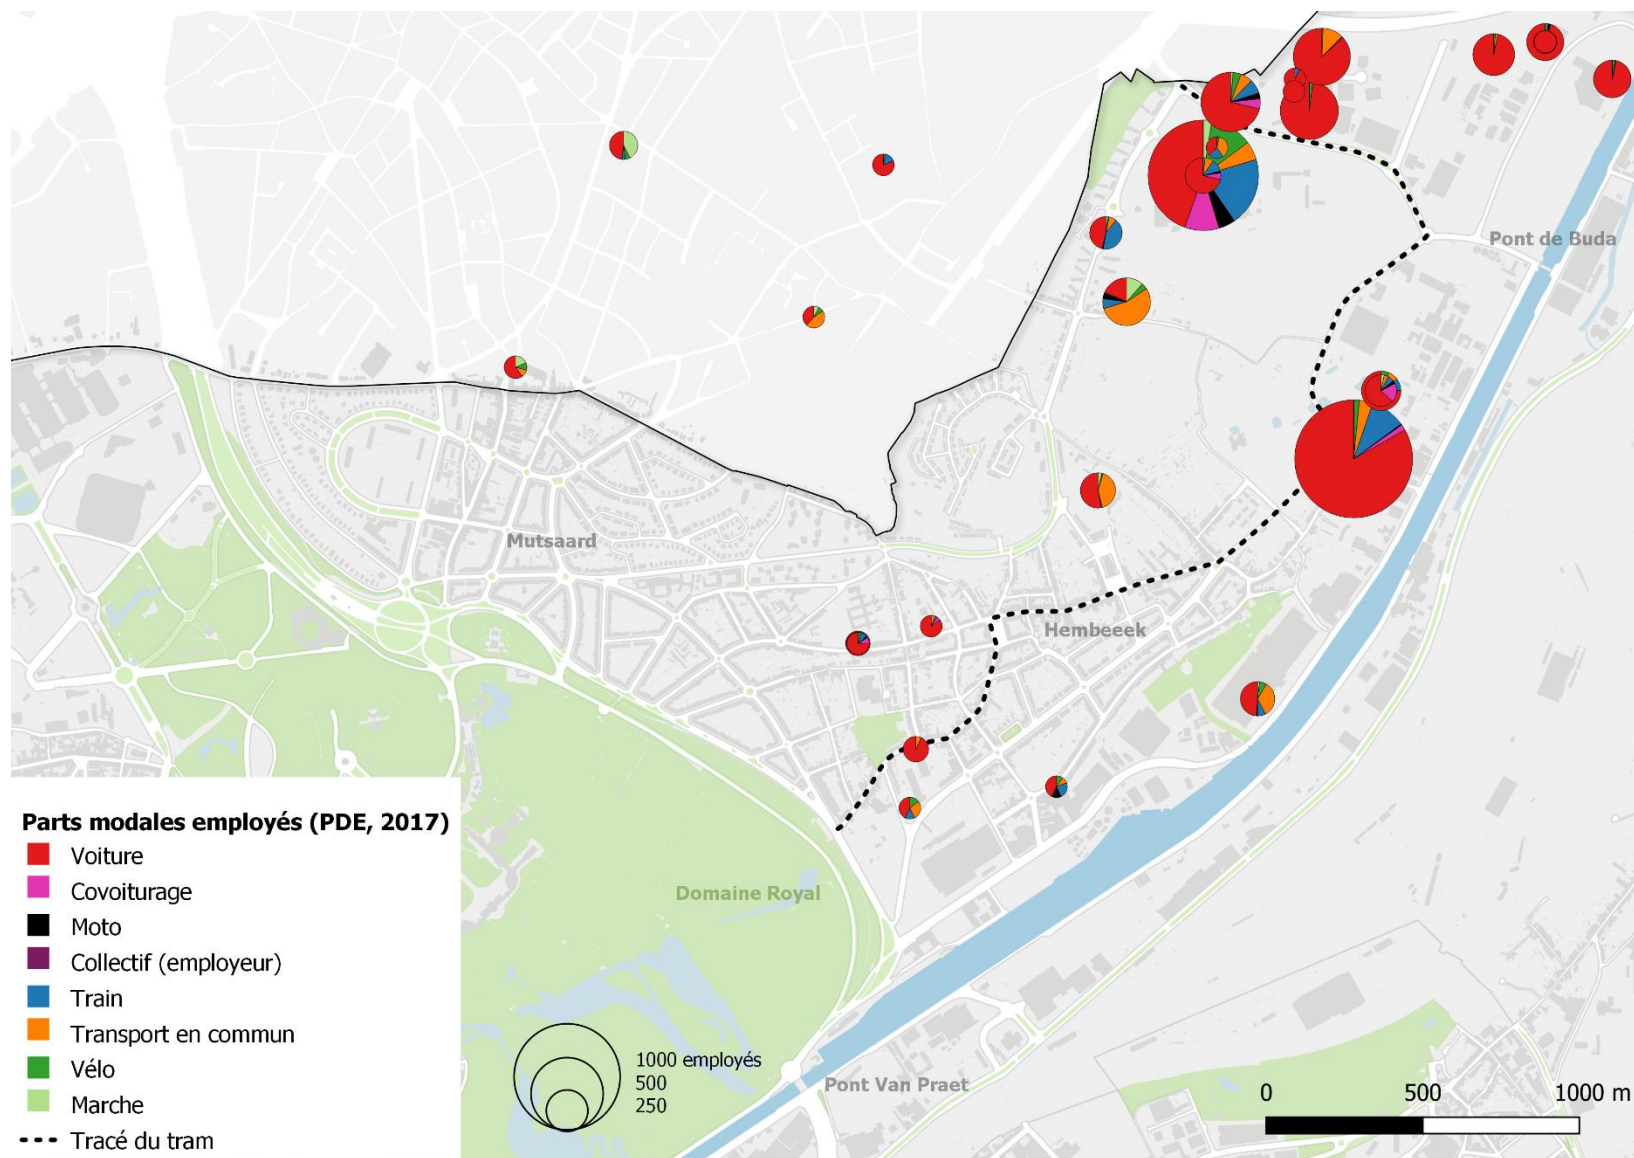 Pont de Buda
Mutsaard
Hembeeek
Domaine Royal
Pont Van Praet
Parts modales employés (PDE, 2017)
Voiture
Covoiturage
Moto
Collectif (employeur)
Train
Transport en commun
Vélo
Marche
Tracé du tram
1000 employés
500
250
0 500 1000 m